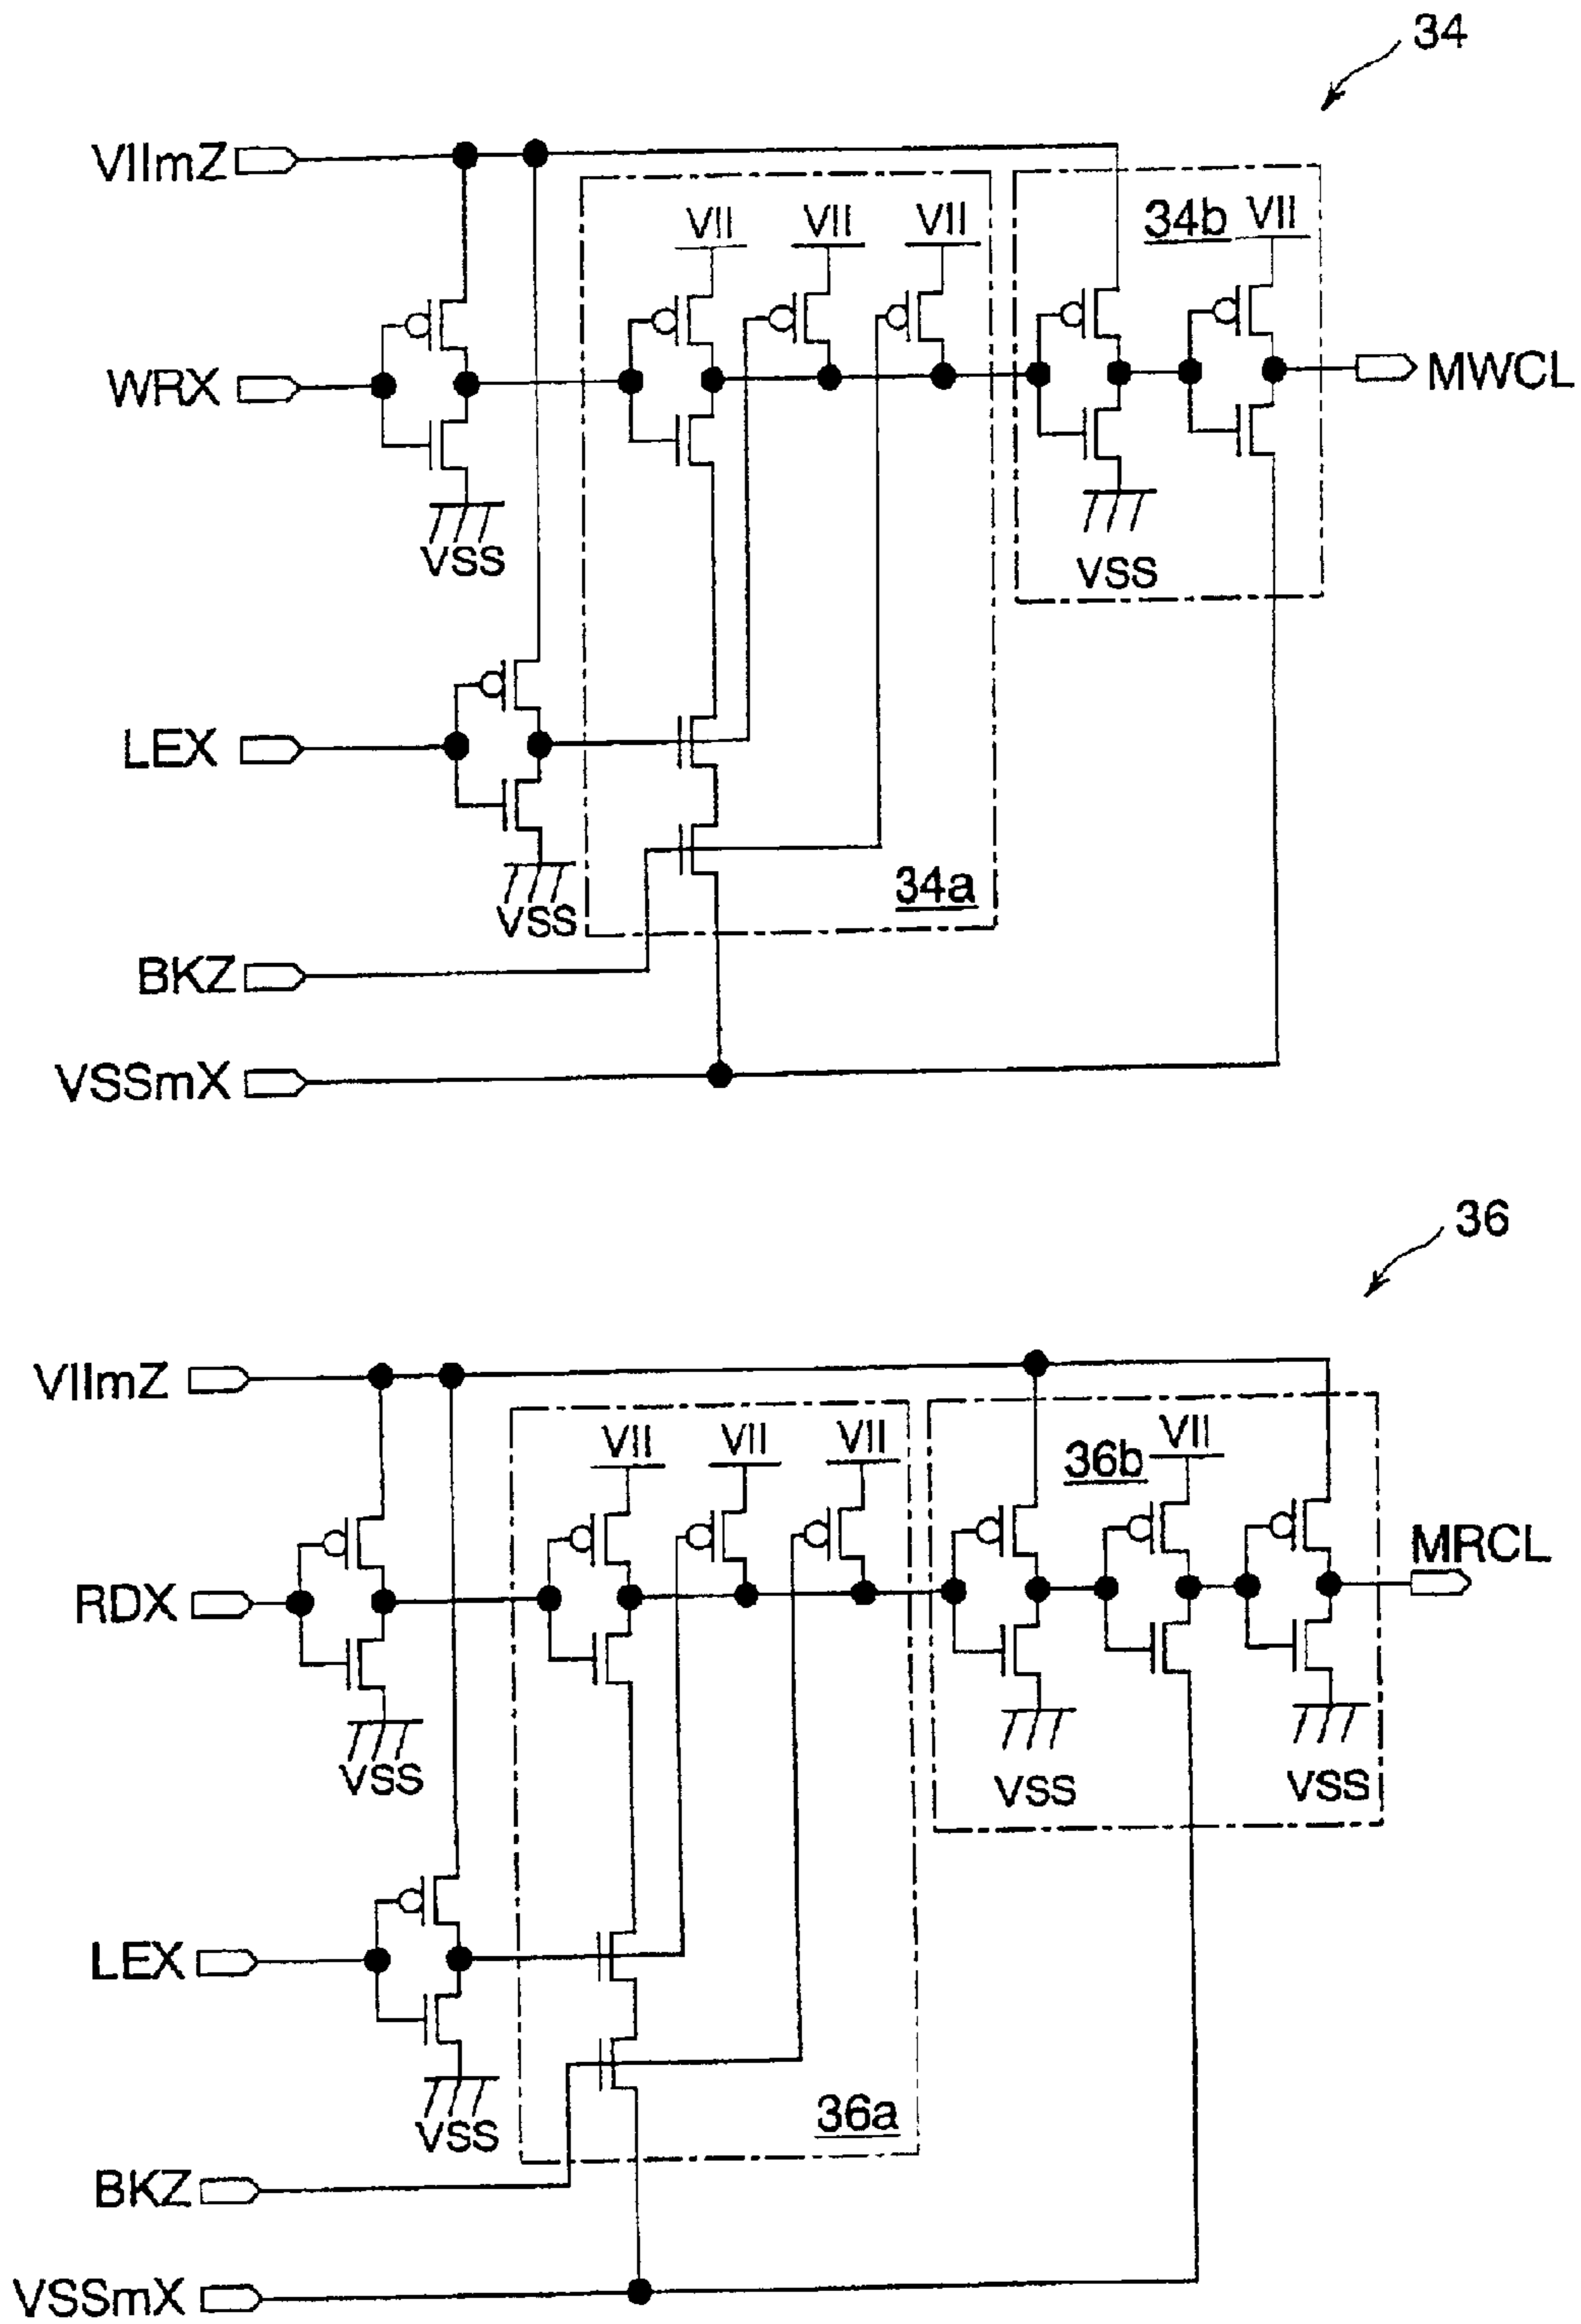 34
VIImZ
VII VII VII 34b VII
WRX
MWCL
VSS
VSS
LEX
34a
VSS
BKZ
VSSmX
36
VIImZ
VII VII VII 36b VII
MRCL
RDX
VSS
VSS VSS
LEX
36a
VSS
BKZ
VSSmX